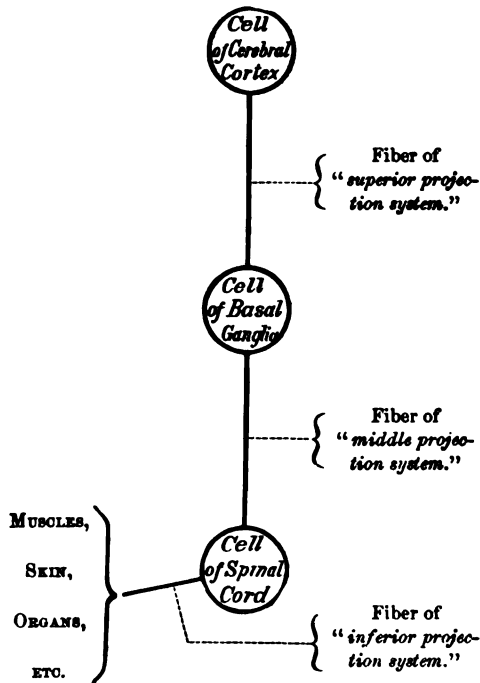 Cell
of Cerebral
Cortex
Fiber of
"superior projec-
tion system."
Cell
of Basal
Ganglia
Fiber of
"middle projec-
tion system."
MUSCLES,
SKIN,
ORGANS,
ETC.
Cell
of Spinal
Cord
Fiber of
"inferior projec-
tion system."